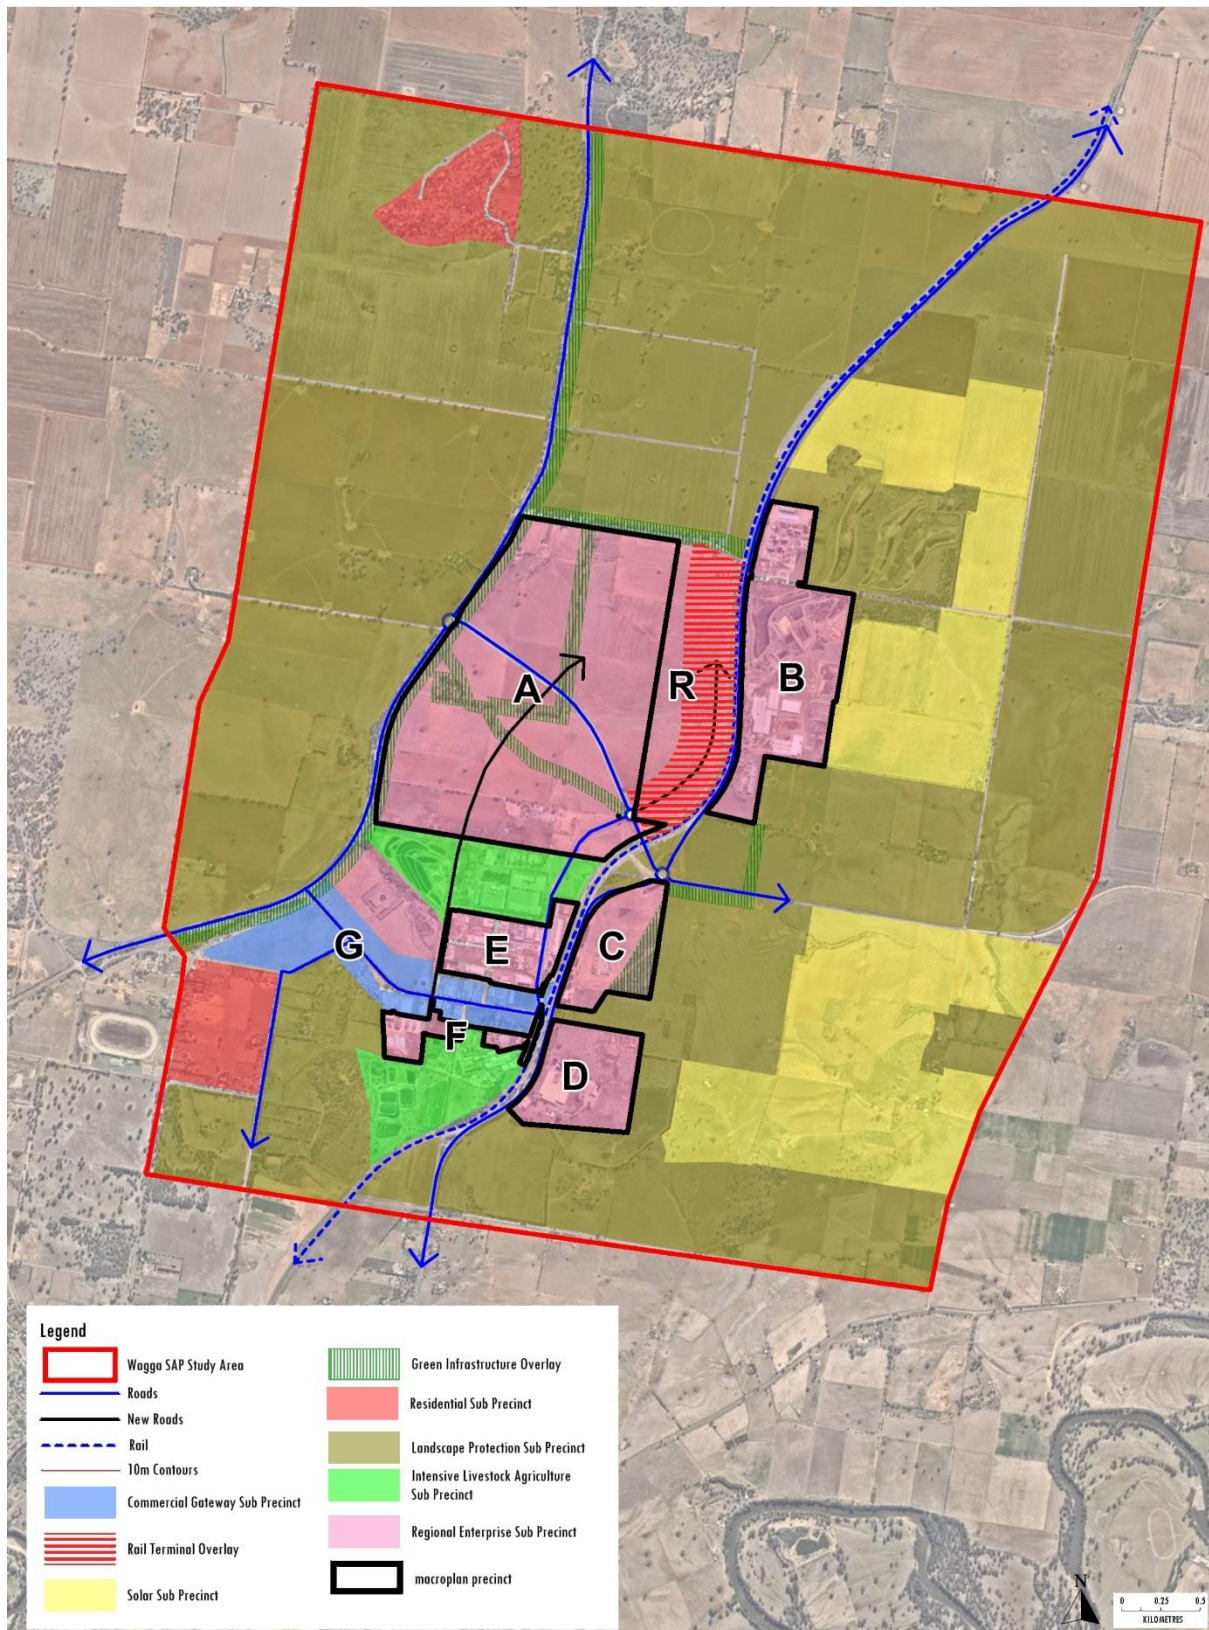 A
R
B
E
C
G
F
D
Legend
Wagga SAP Study Area
Roads
New Roads
Rail
10m Contours
Commercial Gateway Sub Precinct
Rail Terminal Overlay
Solar Sub Precinct
Green Infrastructure Overlay
Residential Sub Precinct
Landscape Protection Sub Precinct
Intensive Livestock Agriculture
Sub Precinct
Regional Enterprise Sub Precinct
macroplan precinct
N
0 0.25 0.5
KILOMETRES